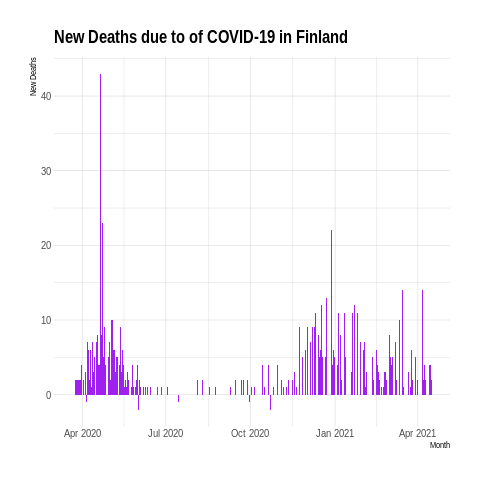 New Deaths due to of COVID-19 in Finland
New Deaths
40
30
20
10
0
Apr 2020 Jul 2020 Oct 2020 Jan 2021 Apr 2021
Month